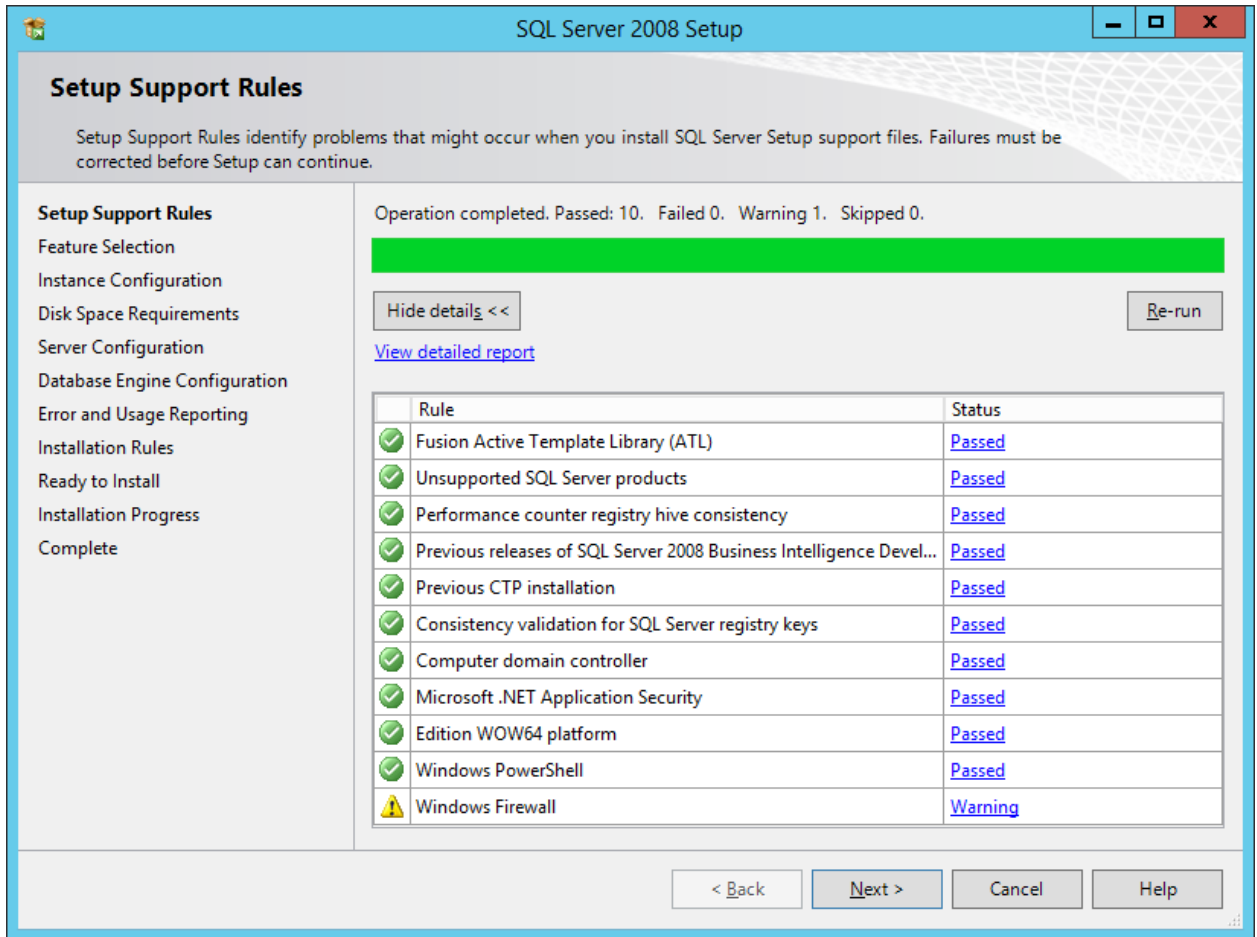 SQL Server 2008 Setup
Setup Support Rules
Setup Support Rules identify problems that might occur when you install SQL Server Setup support files. Failures must be
corrected before Setup can continue.
Setup Support Rules
Feature Selection
Instance Configuration
Disk Space Requirements
Server Configuration
Database Engine Configuration
Error and Usage Reporting
Installation Rules
Ready to Install
Installation Progress
Complete
Operation completed. Passed: 10. Failed 0. Warning 1. Skipped 0.
Hide details <<
Re-run
View detailed report
Rule Status
Fusion Active Template Library (ATL) Passed
Unsupported SQL Server products Passed
Performance counter registry hive consistency Passed
Previous releases of SQL Server 2008 Business Intelligence Devel... Passed
Previous CTP installation Passed
Consistency validation for SQL Server registry keys Passed
Computer domain controller Passed
Microsoft .NET Application Security Passed
Edition WOW64 platform Passed
Windows PowerShell Passed
Windows Firewall Warning
< Back Next > Cancel Help